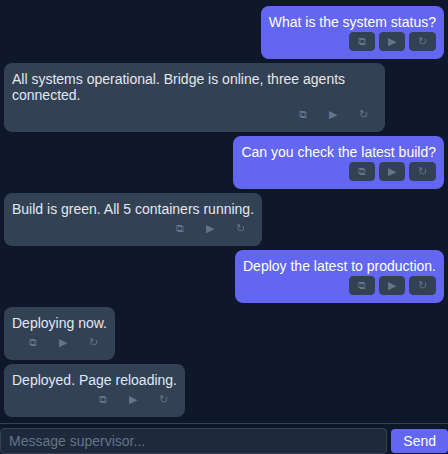 What is the system status?
All systems operational. Bridge is online, three agents
connected.
Can you check the latest build?
Build is green. All 5 containers running.
Deploy the latest to production.
Deploying now.
Deployed. Page reloading.
Message supervisor...
Send